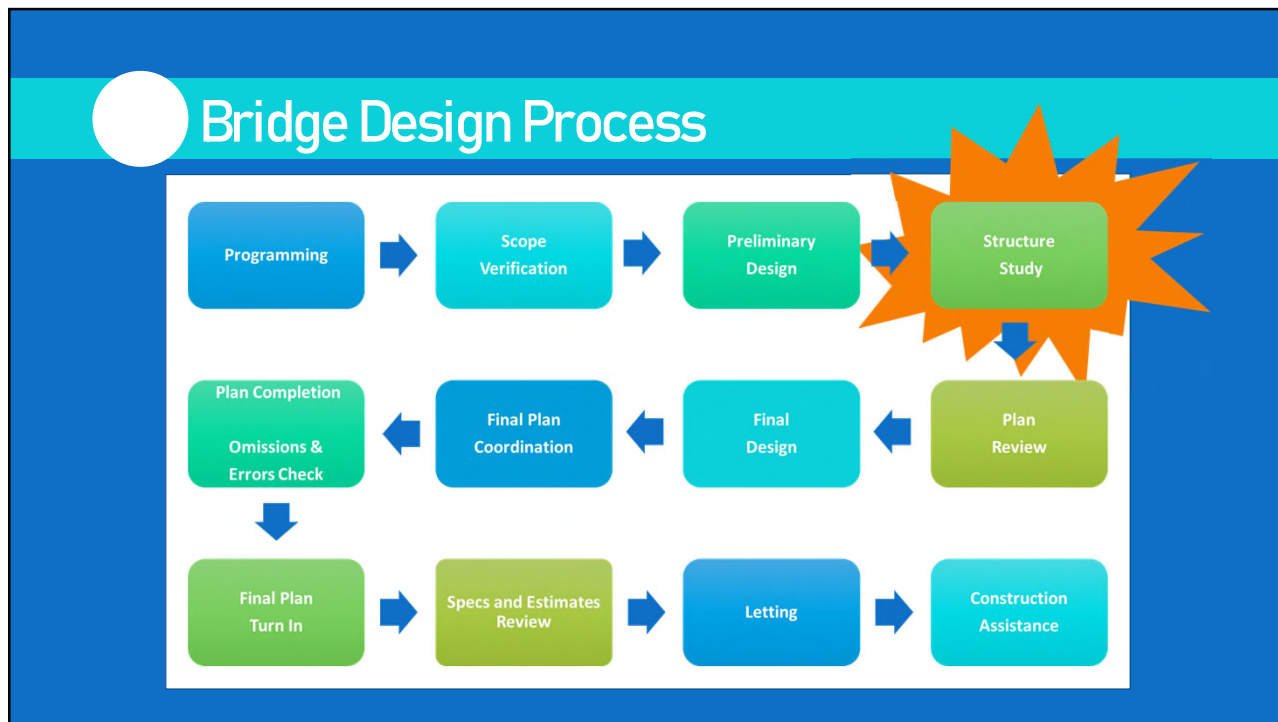 Bridge Design Process
Programming
Scope
Verification
Preliminary
Design
Structure
Study
Plan
Review
Final
Design
Final Plan
Coordination
Plan Completion
Omissions &
Errors Check
Final Plan
Turn In
Specs and Estimates
Review
Letting
Construction
Assistance